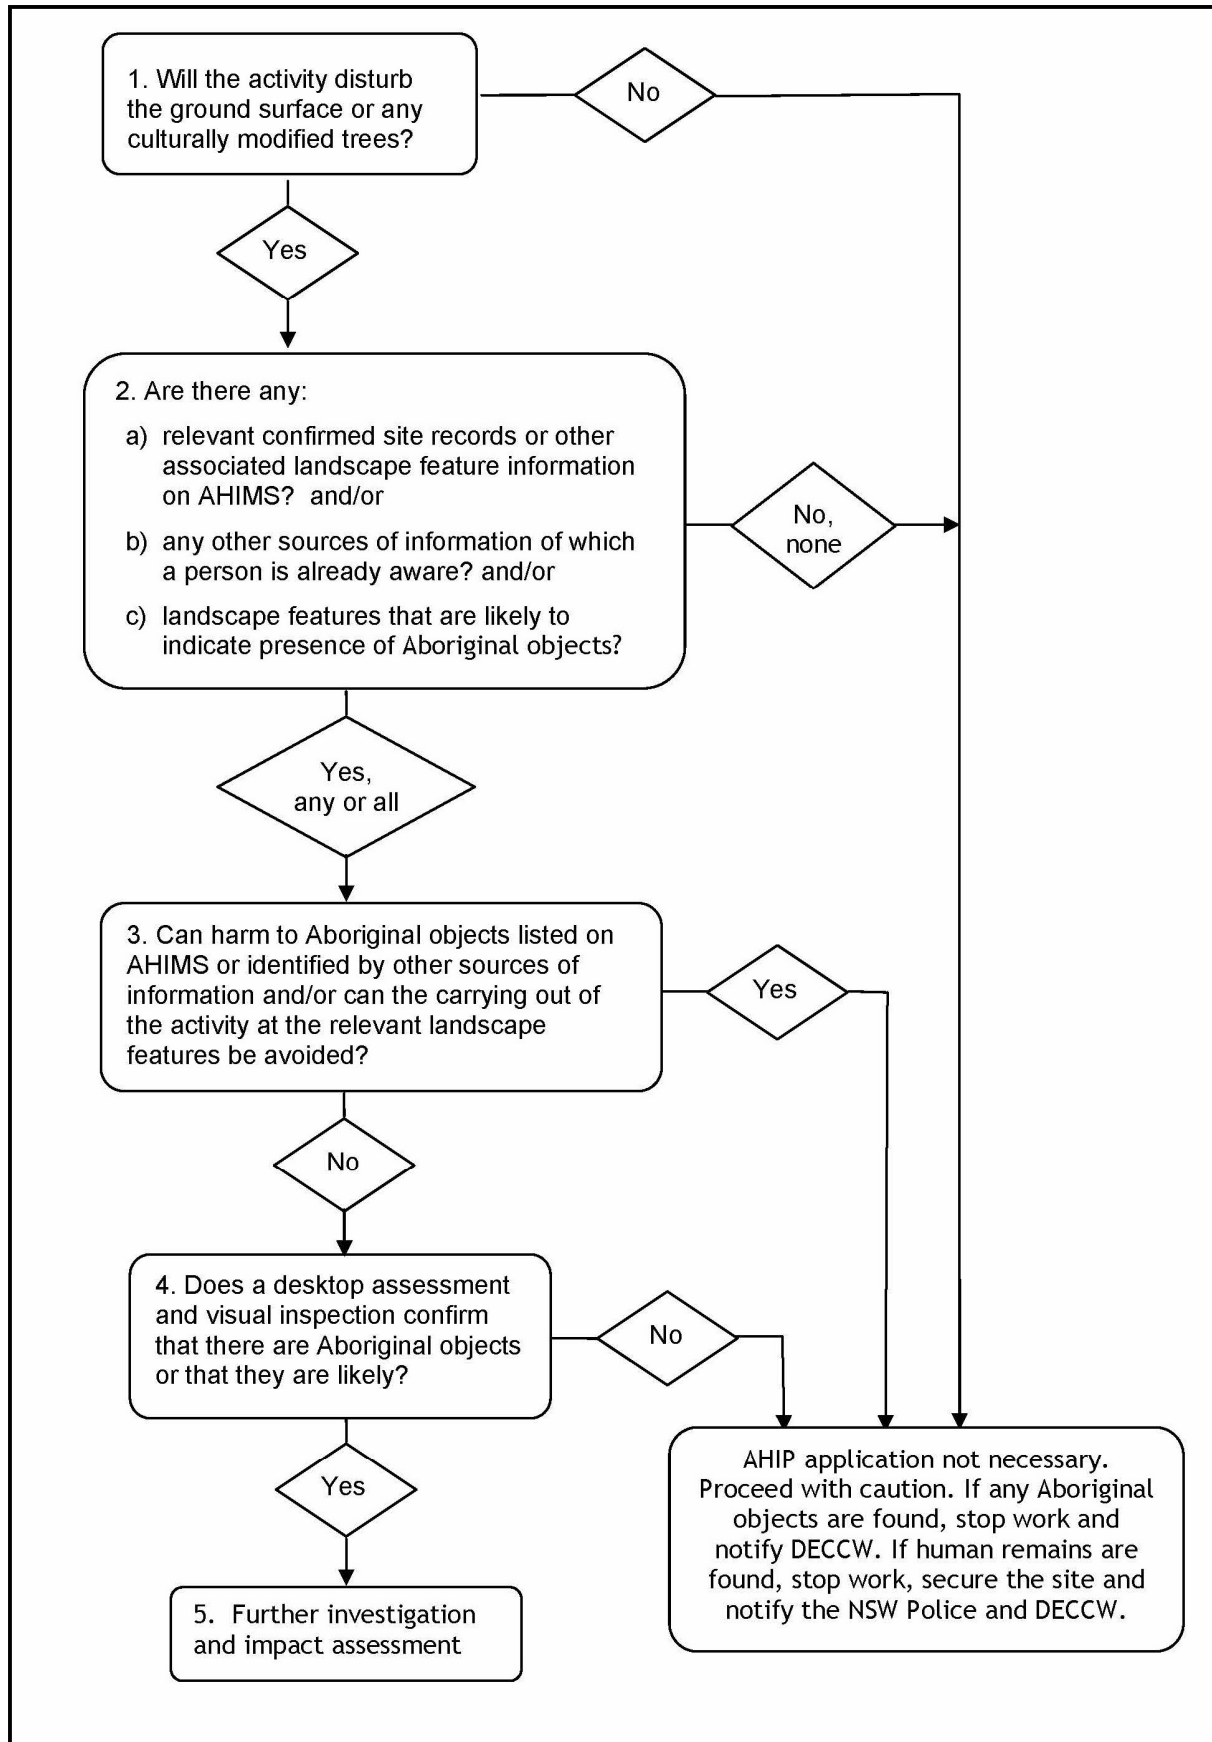 1. Will the activity disturb
the ground surface or any
culturally modified trees?
No
Yes
2. Are there any:
a) relevant confirmed site records or other
associated landscape feature information
on AHIMS? and/or
b) any other sources of information of which
a person is already aware? and/or
c) landscape features that are likely to
indicate presence of Aboriginal objects?
No,
none
Yes,
any or all
3. Can harm to Aboriginal objects listed on
AHIMS or identified by other sources of
information and/or can the carrying out of
the activity at the relevant landscape
features be avoided?
Yes
No
4. Does a desktop assessment
and visual inspection confirm
that there are Aboriginal objects
or that they are likely?
No
Yes
AHIP application not necessary.
Proceed with caution. If any Aboriginal
objects are found, stop work and
notify DECCW. If human remains are
found, stop work, secure the site and
notify the NSW Police and DECCW.
5. Further investigation
and impact assessment